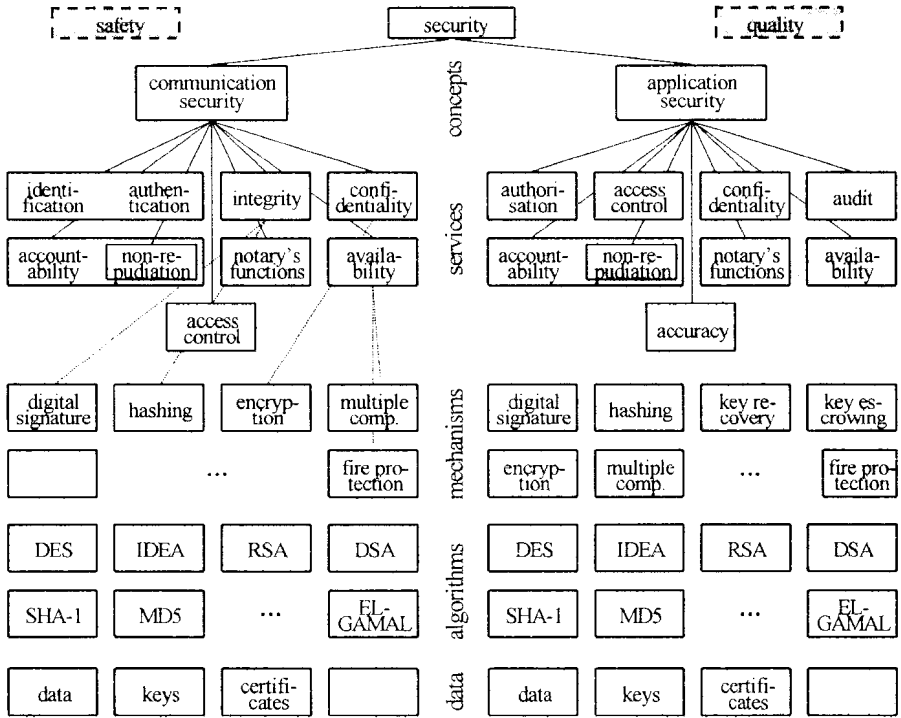 safety
security
quality
communication
security
concepts
application
security
identi-
fication
authen-
tication
integrity
confi-
dentiality
services
authori-
sation
access
control
confi-
dentiality
audit
account-
ability
non-re-
pudiation
notary's
functions
availa-
bility
account-
ability
non-re-
pudiation
notary's
functions
availa-
bility
access
control
accuracy
digital
signature
hashing
encryp-
tion
multiple
comp.
mechanisms
digital
signature
hashing
key re-
covery
key es-
crowing
...
fire pro-
tection
encryp-
tion
multiple
comp.
...
fire pro-
tection
DES
IDEA
RSA
DSA
algorithms
DES
IDEA
RSA
DSA
SHA-1
MD5
...
EL-
GAMAL
SHA-1
MD5
...
EL-
GAMAL
data
keys
certifi-
cates
data
data
keys
certifi-
cates